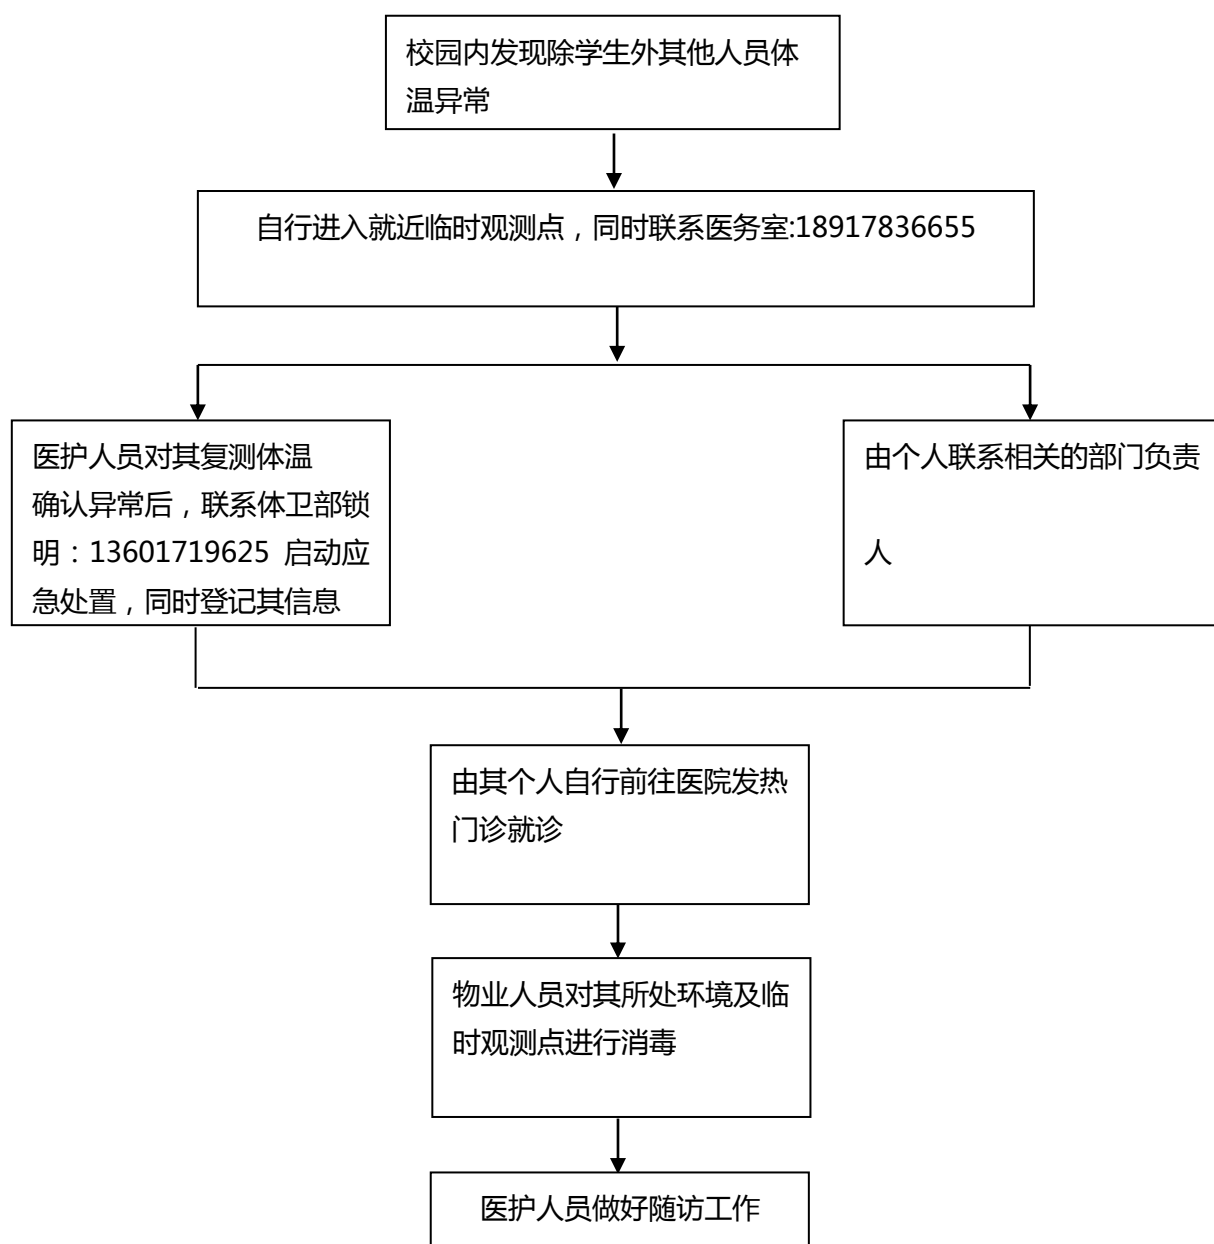 校园内发现除学生外其他人员体
温异常
自行进入就近临时观测点，同时联系医务室:18917836655
医护人员对其复测体温
确认异常后，联系体卫部锁
明：13601719625 启动应
急处置，同时登记其信息
由个人联系相关的部门负责
人
由其个人自行前往医院发热
门诊就诊
物业人员对其所处环境及临
时观测点进行消毒
医护人员做好随访工作